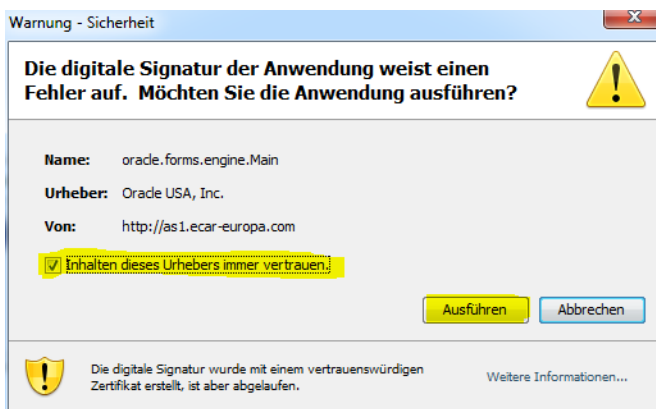 Warnung - Sicherheit
Die digitale Signatur der Anwendung weist einen
Fehler auf. Möchten Sie die Anwendung ausführen?
Name: oracle.forms.engine.Main
Urheber: Oracle USA, Inc.
Von: http://as1.ecar-europa.com
Inhalten dieses Urhebers immer vertrauen.
Ausführen Abbrechen
Die digitale Signatur wurde mit einem vertrauenswürdigen
Zertifikat erstellt, ist aber abgelaufen.
Weitere Informationen...